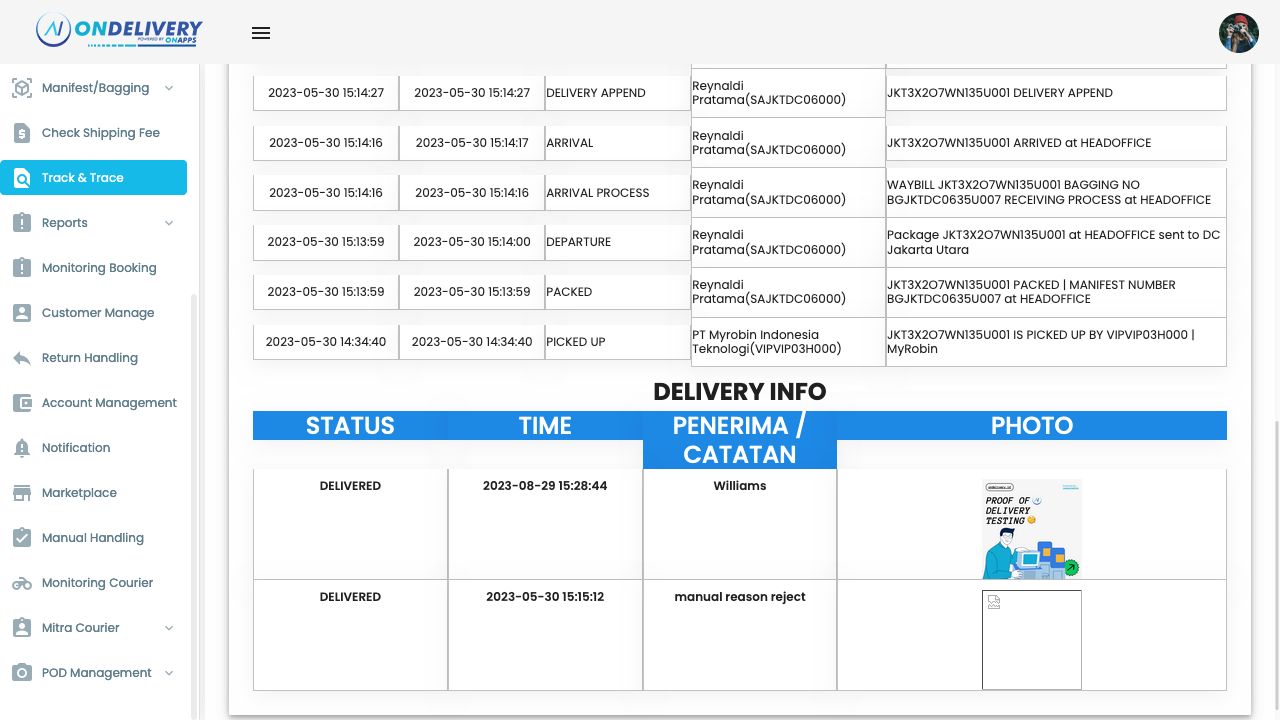 ONDELIVERY
POWERED BY ONAPPS
Manifest/Bagging
Check Shipping Fee
Track & Trace
Reports
Monitoring Booking
Customer Manage
Return Handling
Account Management
Notification
Marketplace
Manual Handling
Monitoring Courier
Mitra Courier
POD Management
2023-05-30 15:14:27 2023-05-30 15:14:27 DELIVERY APPEND Reynaldi Pratama(SAJKTDC06000) JKT3X2O7WN135U001 DELIVERY APPEND
2023-05-30 15:14:16 2023-05-30 15:14:17 ARRIVAL Reynaldi Pratama(SAJKTDC06000) JKT3X2O7WN135U001 ARRIVED at HEADOFFICE
2023-05-30 15:14:16 2023-05-30 15:14:16 ARRIVAL PROCESS Reynaldi Pratama(SAJKTDC06000) WAYBILL JKT3X2O7WN135U001 BAGGING NO BGJKTDC0635U007 RECEIVING PROCESS at HEADOFFICE
2023-05-30 15:13:59 2023-05-30 15:14:00 DEPARTURE Reynaldi Pratama(SAJKTDC06000) Package JKT3X2O7WN135U001 at HEADOFFICE sent to DC Jakarta Utara
2023-05-30 15:13:59 2023-05-30 15:13:59 PACKED Reynaldi Pratama(SAJKTDC06000) JKT3X2O7WN135U001 PACKED | MANIFEST NUMBER BGJKTDC0635U007 at HEADOFFICE
2023-05-30 14:34:40 2023-05-30 14:34:40 PICKED UP PT Myrobin Indonesia Teknologi(VIPVIP03H000) JKT3X2O7WN135U001 IS PICKED UP BY VIPVIP03H000 | MyRobin
DELIVERY INFO
STATUS TIME PENERIMA / CATATAN PHOTO
DELIVERED 2023-08-29 15:28:44 Williams
PROOF OF
DELIVERY
TESTING
DELIVERED 2023-05-30 15:15:12 manual reason reject